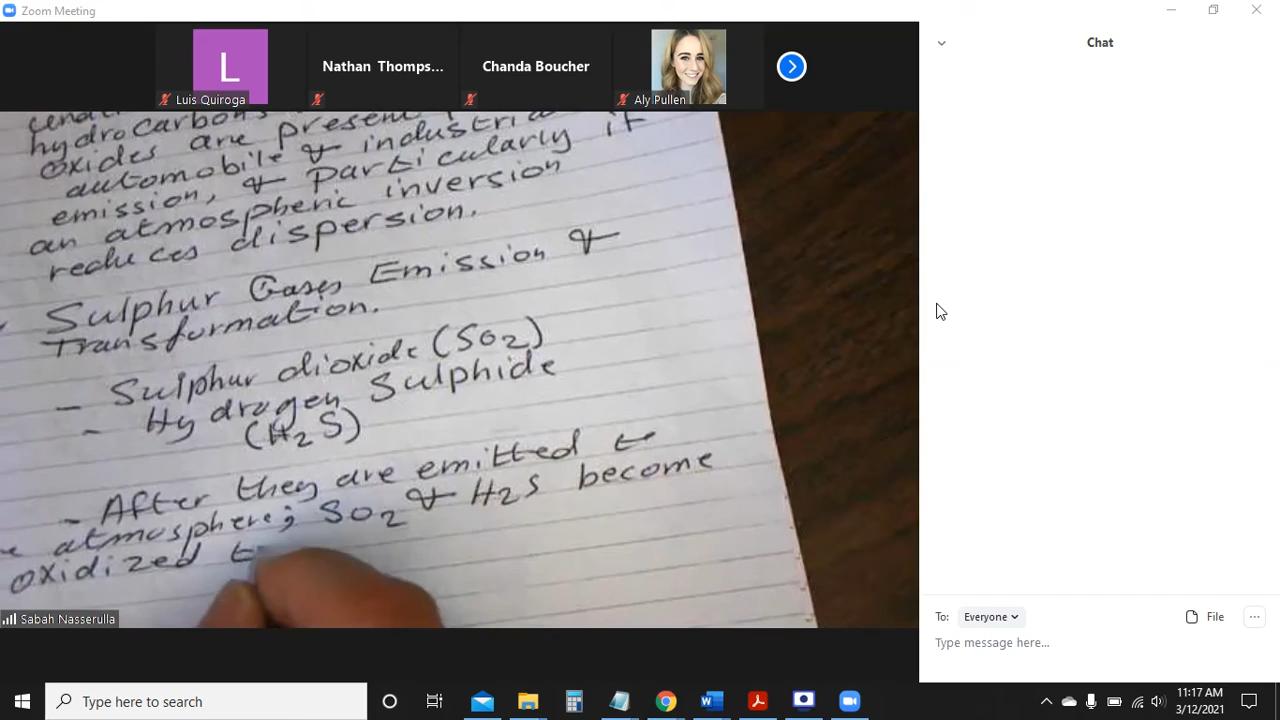 Zoom Meeting
Chat
L
Nathan Thomps...
Chanda Boucher
Luis Quiroga
Aly Pullen
hydrocarbons
oxides are present
automobile & industrial
emission, & Particularly if
an atmospheric inversion
reduces dispersion.
Sulphur Gases Emission &
Transformation.
- Sulphur dioxide (SO2)
- Hydrogen Sulphide
(H2S)
- After they are emitted to
atmosphere; SO2 & H2S become
oxidized t
Sabah Nasserulla
To: Everyone
File
Type message here...
Type here to search
11:17 AM
3/12/2021